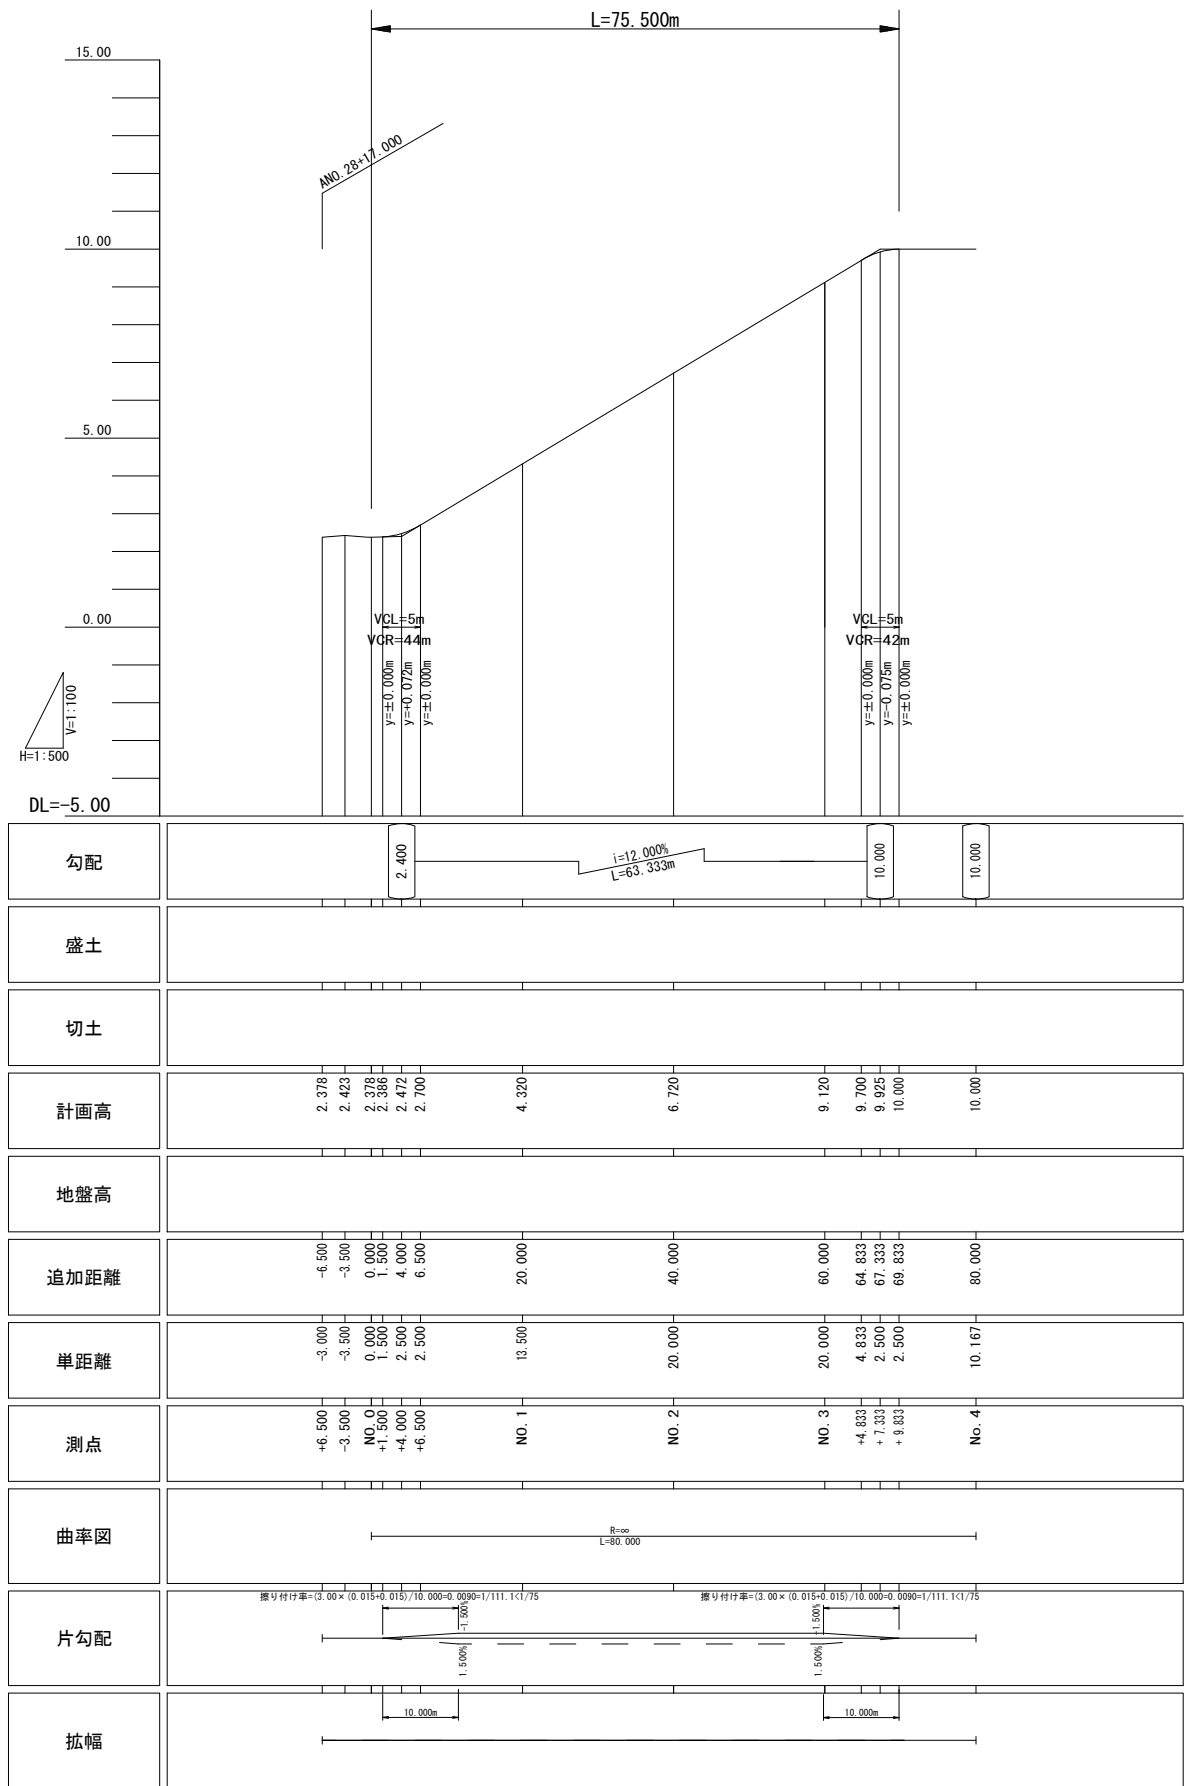 L=75.500m
15.00
ANO.28+17.000
10.00
5.00
0.00
VCL=5m
VCR=44m
y=±0.000m
y=+0.072m
y=±0.000m
VCL=5m
VCR=42m
y=±0.000m
y=-0.075m
y=±0.000m
V=1:100
H=1:500
DL=-5.00
勾配
2.400
i=12.000%
L=63.333m
10.000
10.000
盛土
切土
計画高
2.378
2.423
2.378
2.386
2.472
2.700
4.320
6.720
9.120
9.700
9.925
10.000
10.000
地盤高
追加距離
-6.500
-3.500
0.000
1.500
4.000
6.500
20.000
40.000
60.000
64.833
67.333
69.833
80.000
単距離
-3.000
-3.500
0.000
1.500
2.500
2.500
13.500
20.000
20.000
4.833
2.500
2.500
10.167
測点
+6.500
-3.500
NO.0
+1.500
+4.000
+6.500
NO.1
NO.2
NO.3
+4.833
+ 7.333
+ 9.833
No.4
曲率図
R=∞
L=80.000
片勾配
擦り付け率=(3.00×(0.015+0.015)/10.000=0.0090=1/111.1<1/75
擦り付け率=(3.00×(0.015+0.015)/10.000=0.0090=1/111.1<1/75
-1.500%
1.500%
-1.500%
1.500%
拡幅
10.000m
10.000m